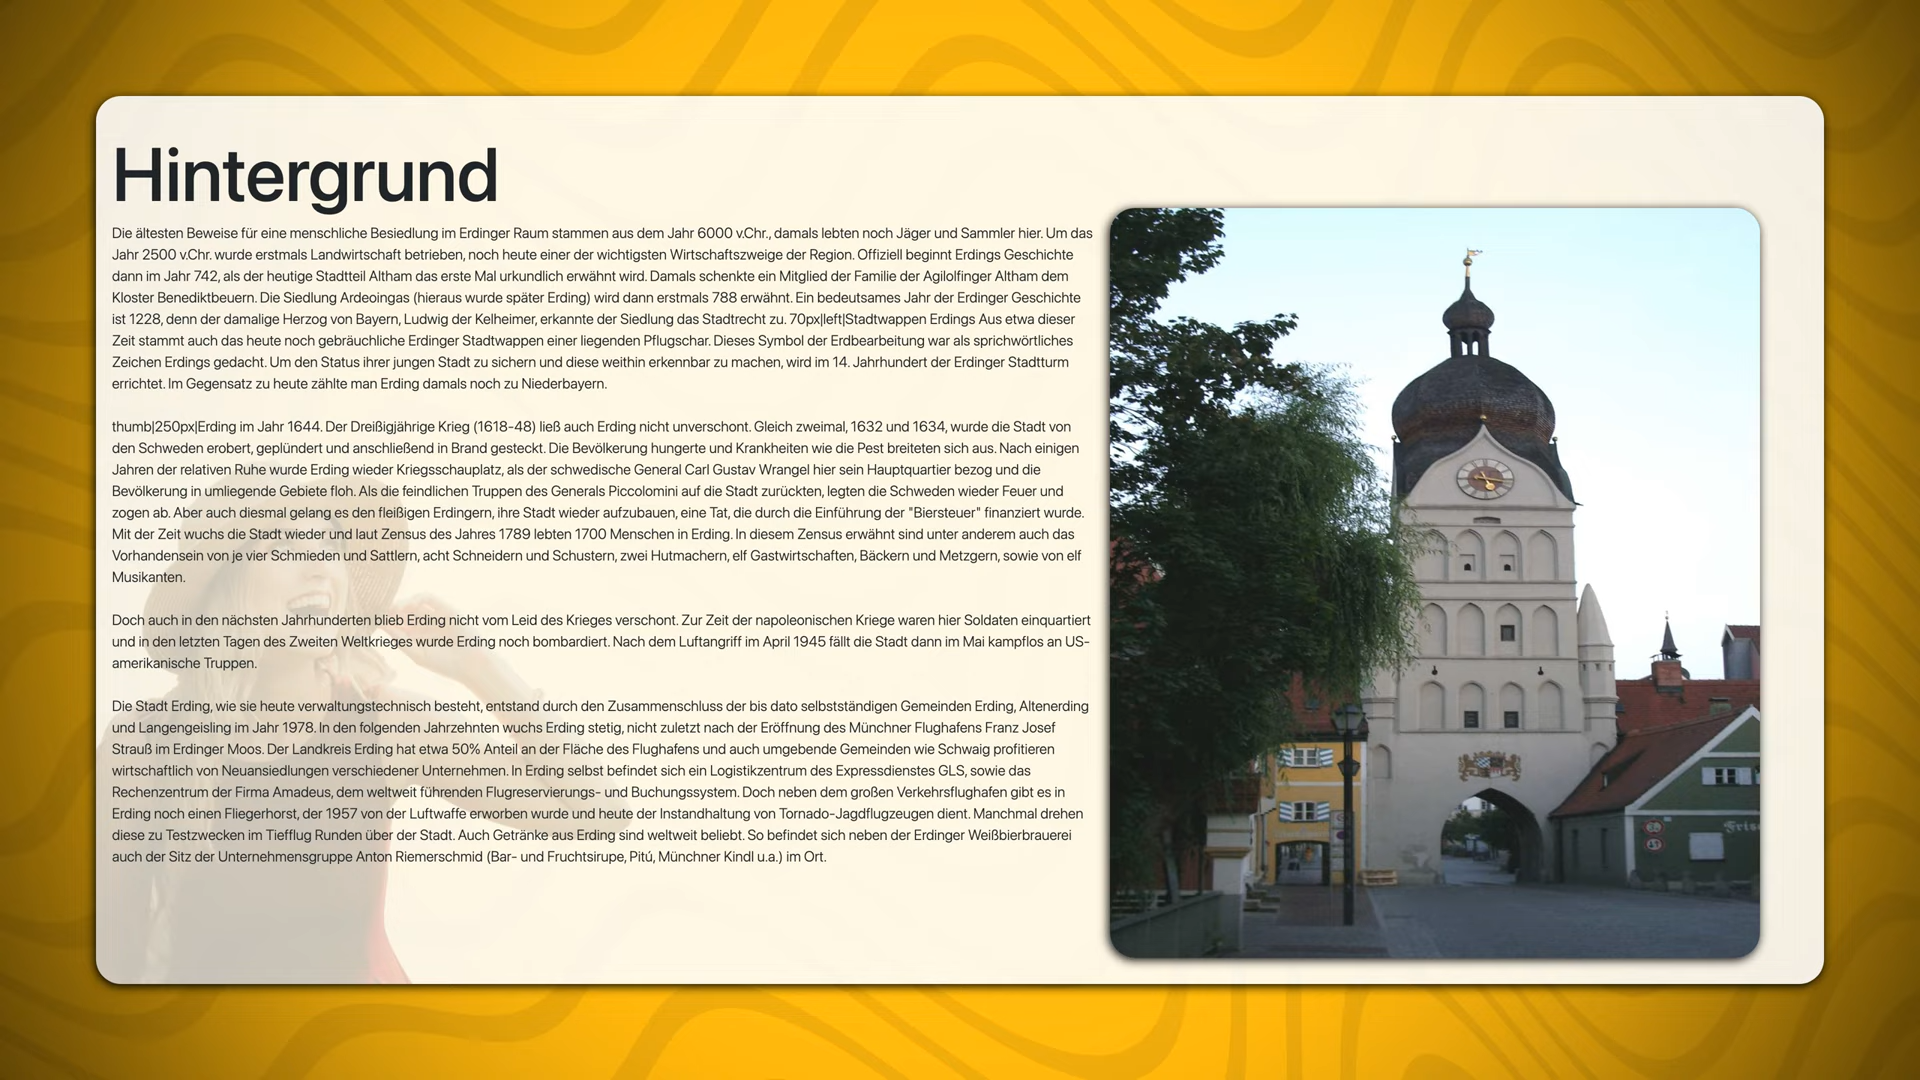 Hintergrund
Die ältesten Beweise für eine menschliche Besiedlung im Erdinger Raum stammen aus dem Jahr 6000 v.Chr., damals lebten noch Jäger und Sammler hier. Um das
Jahr 2500 v.Chr. wurde erstmals Landwirtschaft betrieben, noch heute einer der wichtigsten Wirtschaftszweige der Region. Offiziell beginnt Erdings Geschichte
dann im Jahr 742, als der heutige Stadtteil Altham das erste Mal urkundlich erwähnt wird. Damals schenkte ein Mitglied der Familie der Agilolfinger Altham dem
Kloster Benediktbeuern. Die Siedlung Ardeoingas (hieraus wurde später Erding) wird dann erstmals 788 erwähnt. Ein bedeutsames Jahr der Erdinger Geschichte
ist 1228, denn der damalige Herzog von Bayern, Ludwig der Kelheimer, erkannte der Siedlung das Stadtrecht zu. 70px|left|Stadtwappen Erdings Aus etwa dieser
Zeit stammt auch das heute noch gebräuchliche Erdinger Stadtwappen einer liegenden Pflugschar. Dieses Symbol der Erdbearbeitung war als sprichwörtliches
Zeichen Erdings gedacht. Um den Status ihrer jungen Stadt zu sichern und diese weithin erkennbar zu machen, wird im 14. Jahrhundert der Erdinger Stadtturm
errichtet. Im Gegensatz zu heute zählte man Erding damals noch zu Niederbayern.
thumb|250px|Erding im Jahr 1644. Der Dreißigjährige Krieg (1618-48) ließ auch Erding nicht unverschont. Gleich zweimal, 1632 und 1634, wurde die Stadt von
den Schweden erobert, geplündert und anschließend in Brand gesteckt. Die Bevölkerung hungerte und Krankheiten wie die Pest breiteten sich aus. Nach einigen
Jahren der relativen Ruhe wurde Erding wieder Kriegsschauplatz, als der schwedische General Carl Gustav Wrangel hier sein Hauptquartier bezog und die
Bevölkerung in umliegende Gebiete floh. Als die feindlichen Truppen des Generals Piccolomini auf die Stadt zurückten, legten die Schweden wieder Feuer und
zogen ab. Aber auch diesmal gelang es den fleißigen Erdingern, ihre Stadt wieder aufzubauen, eine Tat, die durch die Einführung der "Biersteuer" finanziert wurde.
Mit der Zeit wuchs die Stadt wieder und laut Zensus des Jahres 1789 lebten 1700 Menschen in Erding. In diesem Zensus erwähnt sind unter anderem auch das
Vorhandensein von je vier Schmieden und Sattlern, acht Schneidern und Schustern, zwei Hutmachern, elf Gastwirtschaften, Bäckern und Metzgern, sowie von elf
Musikanten.
Doch auch in den nächsten Jahrhunderten blieb Erding nicht vom Leid des Krieges verschont. Zur Zeit der napoleonischen Kriege waren hier Soldaten einquartiert
und in den letzten Tagen des Zweiten Weltkrieges wurde Erding noch bombardiert. Nach dem Luftangriff im April 1945 fällt die Stadt dann im Mai kampflos an US-
amerikanische Truppen.
Die Stadt Erding, wie sie heute verwaltungstechnisch besteht, entstand durch den Zusammenschluss der bis dato selbstständigen Gemeinden Erding, Altenerding
und Langengeisling im Jahr 1978. In den folgenden Jahrzehnten wuchs Erding stetig, nicht zuletzt nach der Eröffnung des Münchner Flughafens Franz Josef
Strauß im Erdinger Moos. Der Landkreis Erding hat etwa 50% Anteil an der Fläche des Flughafens und auch umgebende Gemeinden wie Schwaig profitieren
wirtschaftlich von Neuansiedlungen verschiedener Unternehmen. In Erding selbst befindet sich ein Logistikzentrum des Expressdienstes GLS, sowie das
Rechenzentrum der Firma Amadeus, dem weltweit führenden Flugreservierungs- und Buchungssystem. Doch neben dem großen Verkehrsflughafen gibt es in
Erding noch einen Fliegerhorst, der 1957 von der Luftwaffe erworben wurde und heute der Instandhaltung von Tornado-Jagdflugzeugen dient. Manchmal drehen
diese zu Testzwecken im Tiefflug Runden über der Stadt. Auch Getränke aus Erding sind weltweit beliebt. So befindet sich neben der Erdinger Weißbierbrauerei
auch der Sitz der Unternehmensgruppe Anton Riemerschmid (Bar- und Fruchtsirupe, Pitú, Münchner Kindl u.a.) im Ort.